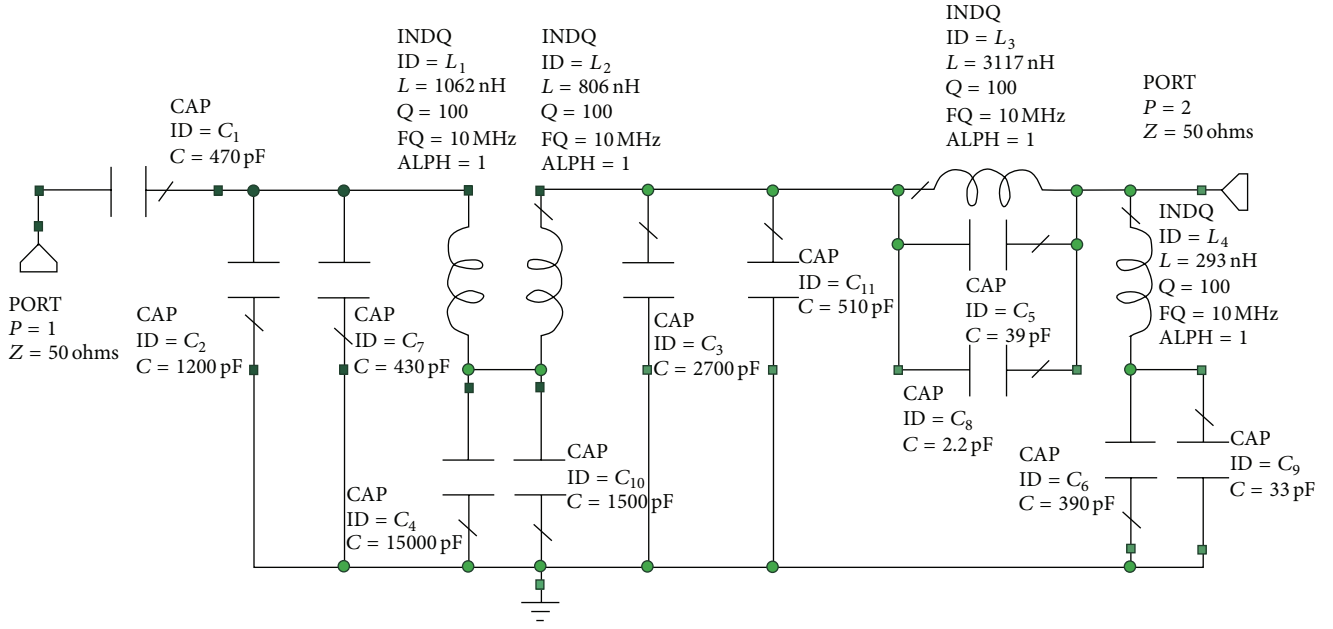 INDQ
ID = L₃
L = 3117 nH
Q = 100
FQ = 10 MHz
ALPH = 1
INDQ
ID = L₁
L = 1062 nH
Q = 100
FQ = 10 MHz
ALPH = 1
INDQ
ID = L₂
L = 806 nH
Q = 100
FQ = 10 MHz
ALPH = 1
PORT
P = 2
Z = 50 ohms
CAP
ID = C₁
C = 470 pF
INDQ
ID = L₄
L = 293 nH
Q = 100
FQ = 10 MHz
ALPH = 1
PORT
P = 1
Z = 50 ohms
CAP
ID = C₂
C = 1200 pF
CAP
ID = C₇
C = 430 pF
CAP
ID = C₃
C = 2700 pF
CAP
ID = C₁₁
C = 510 pF
CAP
ID = C₅
C = 39 pF
CAP
ID = C₈
C = 2.2 pF
CAP
ID = C₄
C = 15000 pF
CAP
ID = C₁₀
C = 1500 pF
CAP
ID = C₆
C = 390 pF
CAP
ID = C₉
C = 33 pF